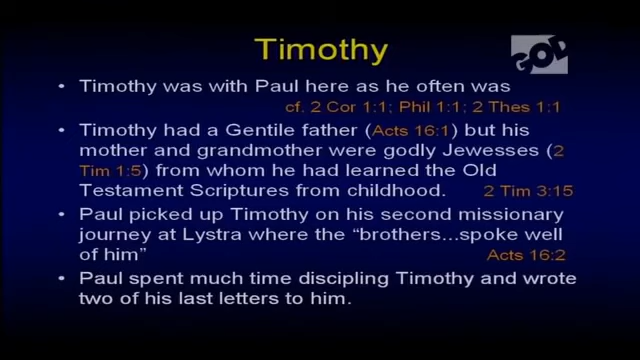 Timothy
GOD
• Timothy was with Paul here as he often was
cf. 2 Cor 1:1; Phil 1:1; 2 Thes 1:1
• Timothy had a Gentile father (Acts 16:1) but his
mother and grandmother were godly Jewesses (2
Tim 1:5) from whom he had learned the Old
Testament Scriptures from childhood. 2 Tim 3:15
• Paul picked up Timothy on his second missionary
journey at Lystra where the “brothers...spoke well
of him” Acts 16:2
• Paul spent much time discipling Timothy and wrote
two of his last letters to him.